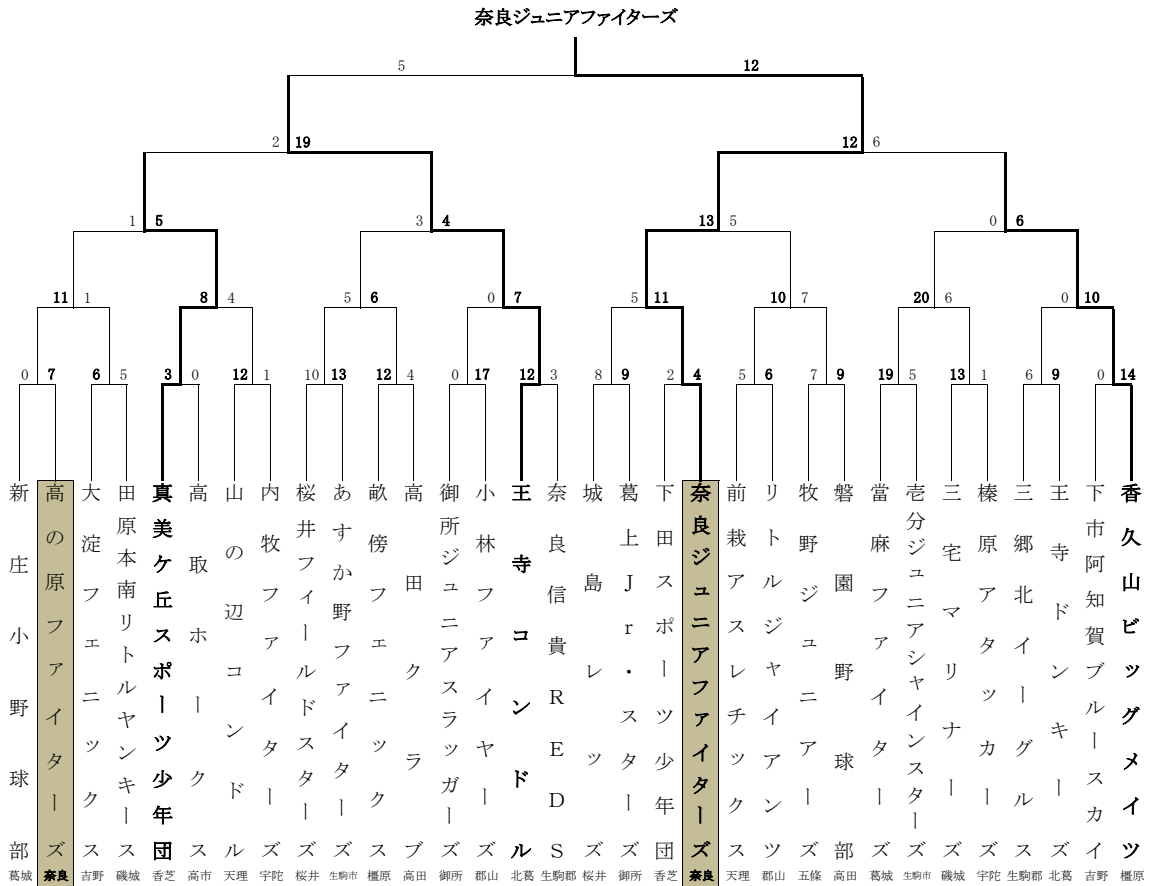 奈良ジュニアファイターズ
5 12
2 19 12 6
1 5 3 4 13 5 0 6
11 1 8 4 5 6 0 7 5 11 10 7 20 6 0 10
0 7 6 5 3 0 12 1 10 13 12 4 0 17 12 3 8 9 2 4 5 6 7 9 19 5 13 1 6 9 0 14
新庄小野球部
高の原ファイターズ
大淀フェニックス
田原本南リトルヤンキース
真美ケ丘スポーツ少年団
高取ホークス
山の辺コンドル
内牧ファイターズ
桜井フィールドスターズ
あすか野ファイターズ
畝傍フェニックス
高田クラブ
御所ジュニアスラッガーズ
小林ファイヤーズ
王寺コンドル
奈良信貴REDS
城島レッズ
葛上Jr・スターズ
下田スポーツ少年団
奈良ジュニアファイターズ
前栽アスレチックス
リトルジャイアンツ
牧野ジュニアーズ
磐園野球部
當麻ファイターズ
壱分ジュニアシャインスターズ
三宅マリナーズ
榛原アタッカーズ
三郷北イーグルス
王寺ドンキーズ
下市阿知賀ブルースカイ
香久山ビッグメイツ
葛城 奈良 吉野 磯城 香芝 高市 天理 宇陀 桜井 生駒市 橿原 高田 御所 郡山 北葛 生駒郡 桜井 御所 香芝 奈良 天理 郡山 五條 高田 葛城 生駒市 磯城 宇陀 生駒郡 北葛 吉野 橿原